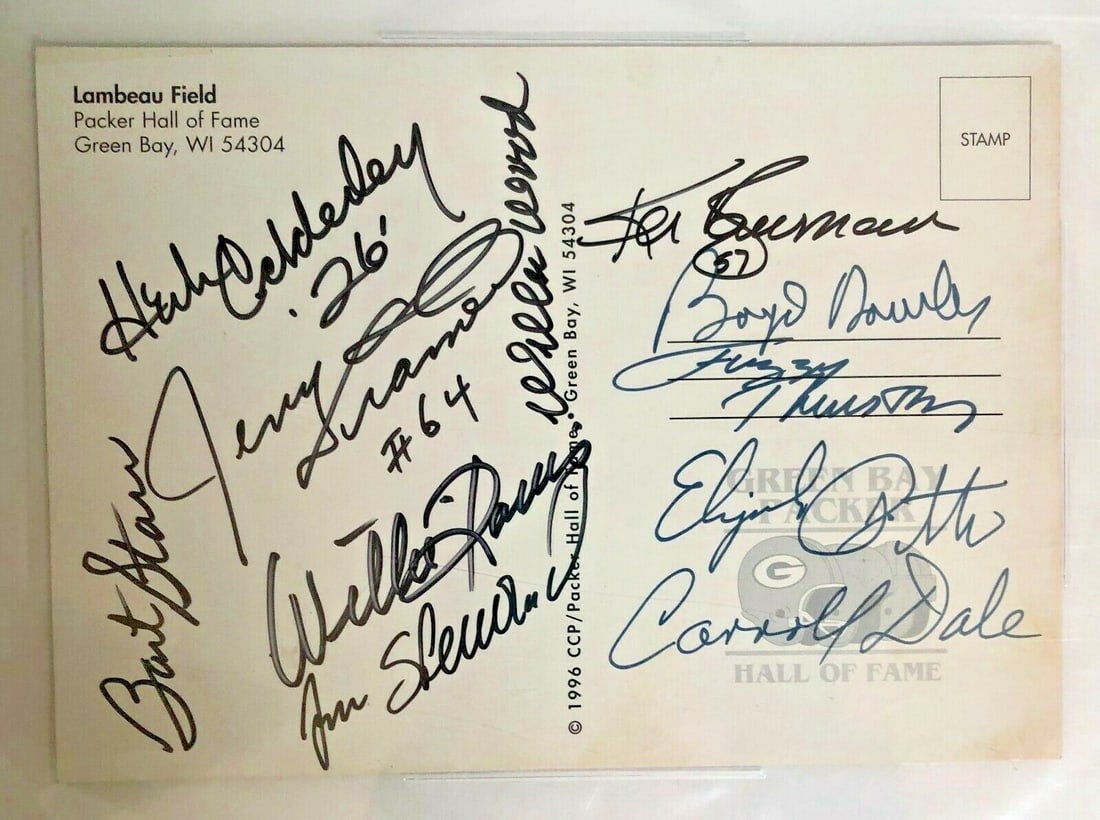 Lambeau Field
Packer Hall of Fame
Green Bay, WI 54304
STAMP
Herb Adderley
'26'
Jerry Kramer
#64
Willie Wood
Bart Starr
Willie Davis
Jim
© 1996 CCP/Packer Hall of Fame • Green Bay, WI 54304
Ken Bowman
57
Boyd Dowler
Fuzzy
Thurston
Elijah Pitts
Carroll Dale
GREEN BAY
PACKER
G
HALL OF FAME